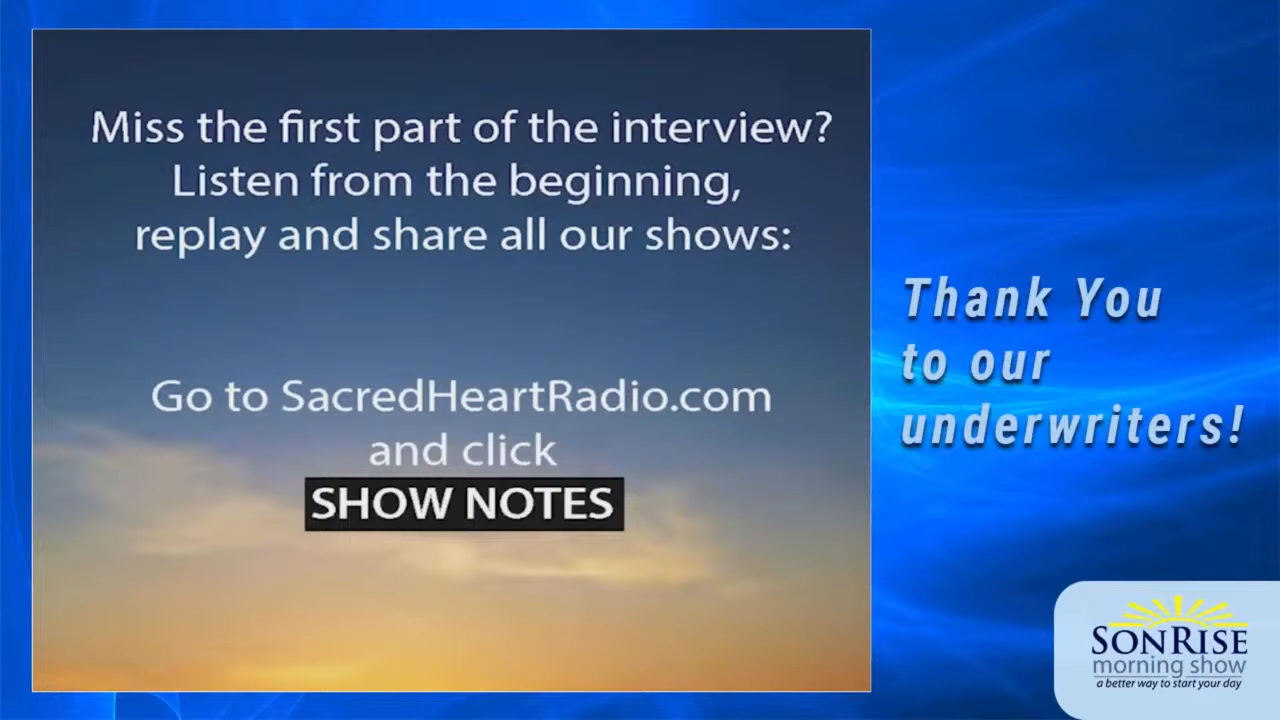 Miss the first part of the interview?
Listen from the beginning,
replay and share all our shows:
Go to SacredHeartRadio.com
and click
SHOW NOTES
Thank You
to our
underwriters!
SONRISE
morning show
a better way to start your day